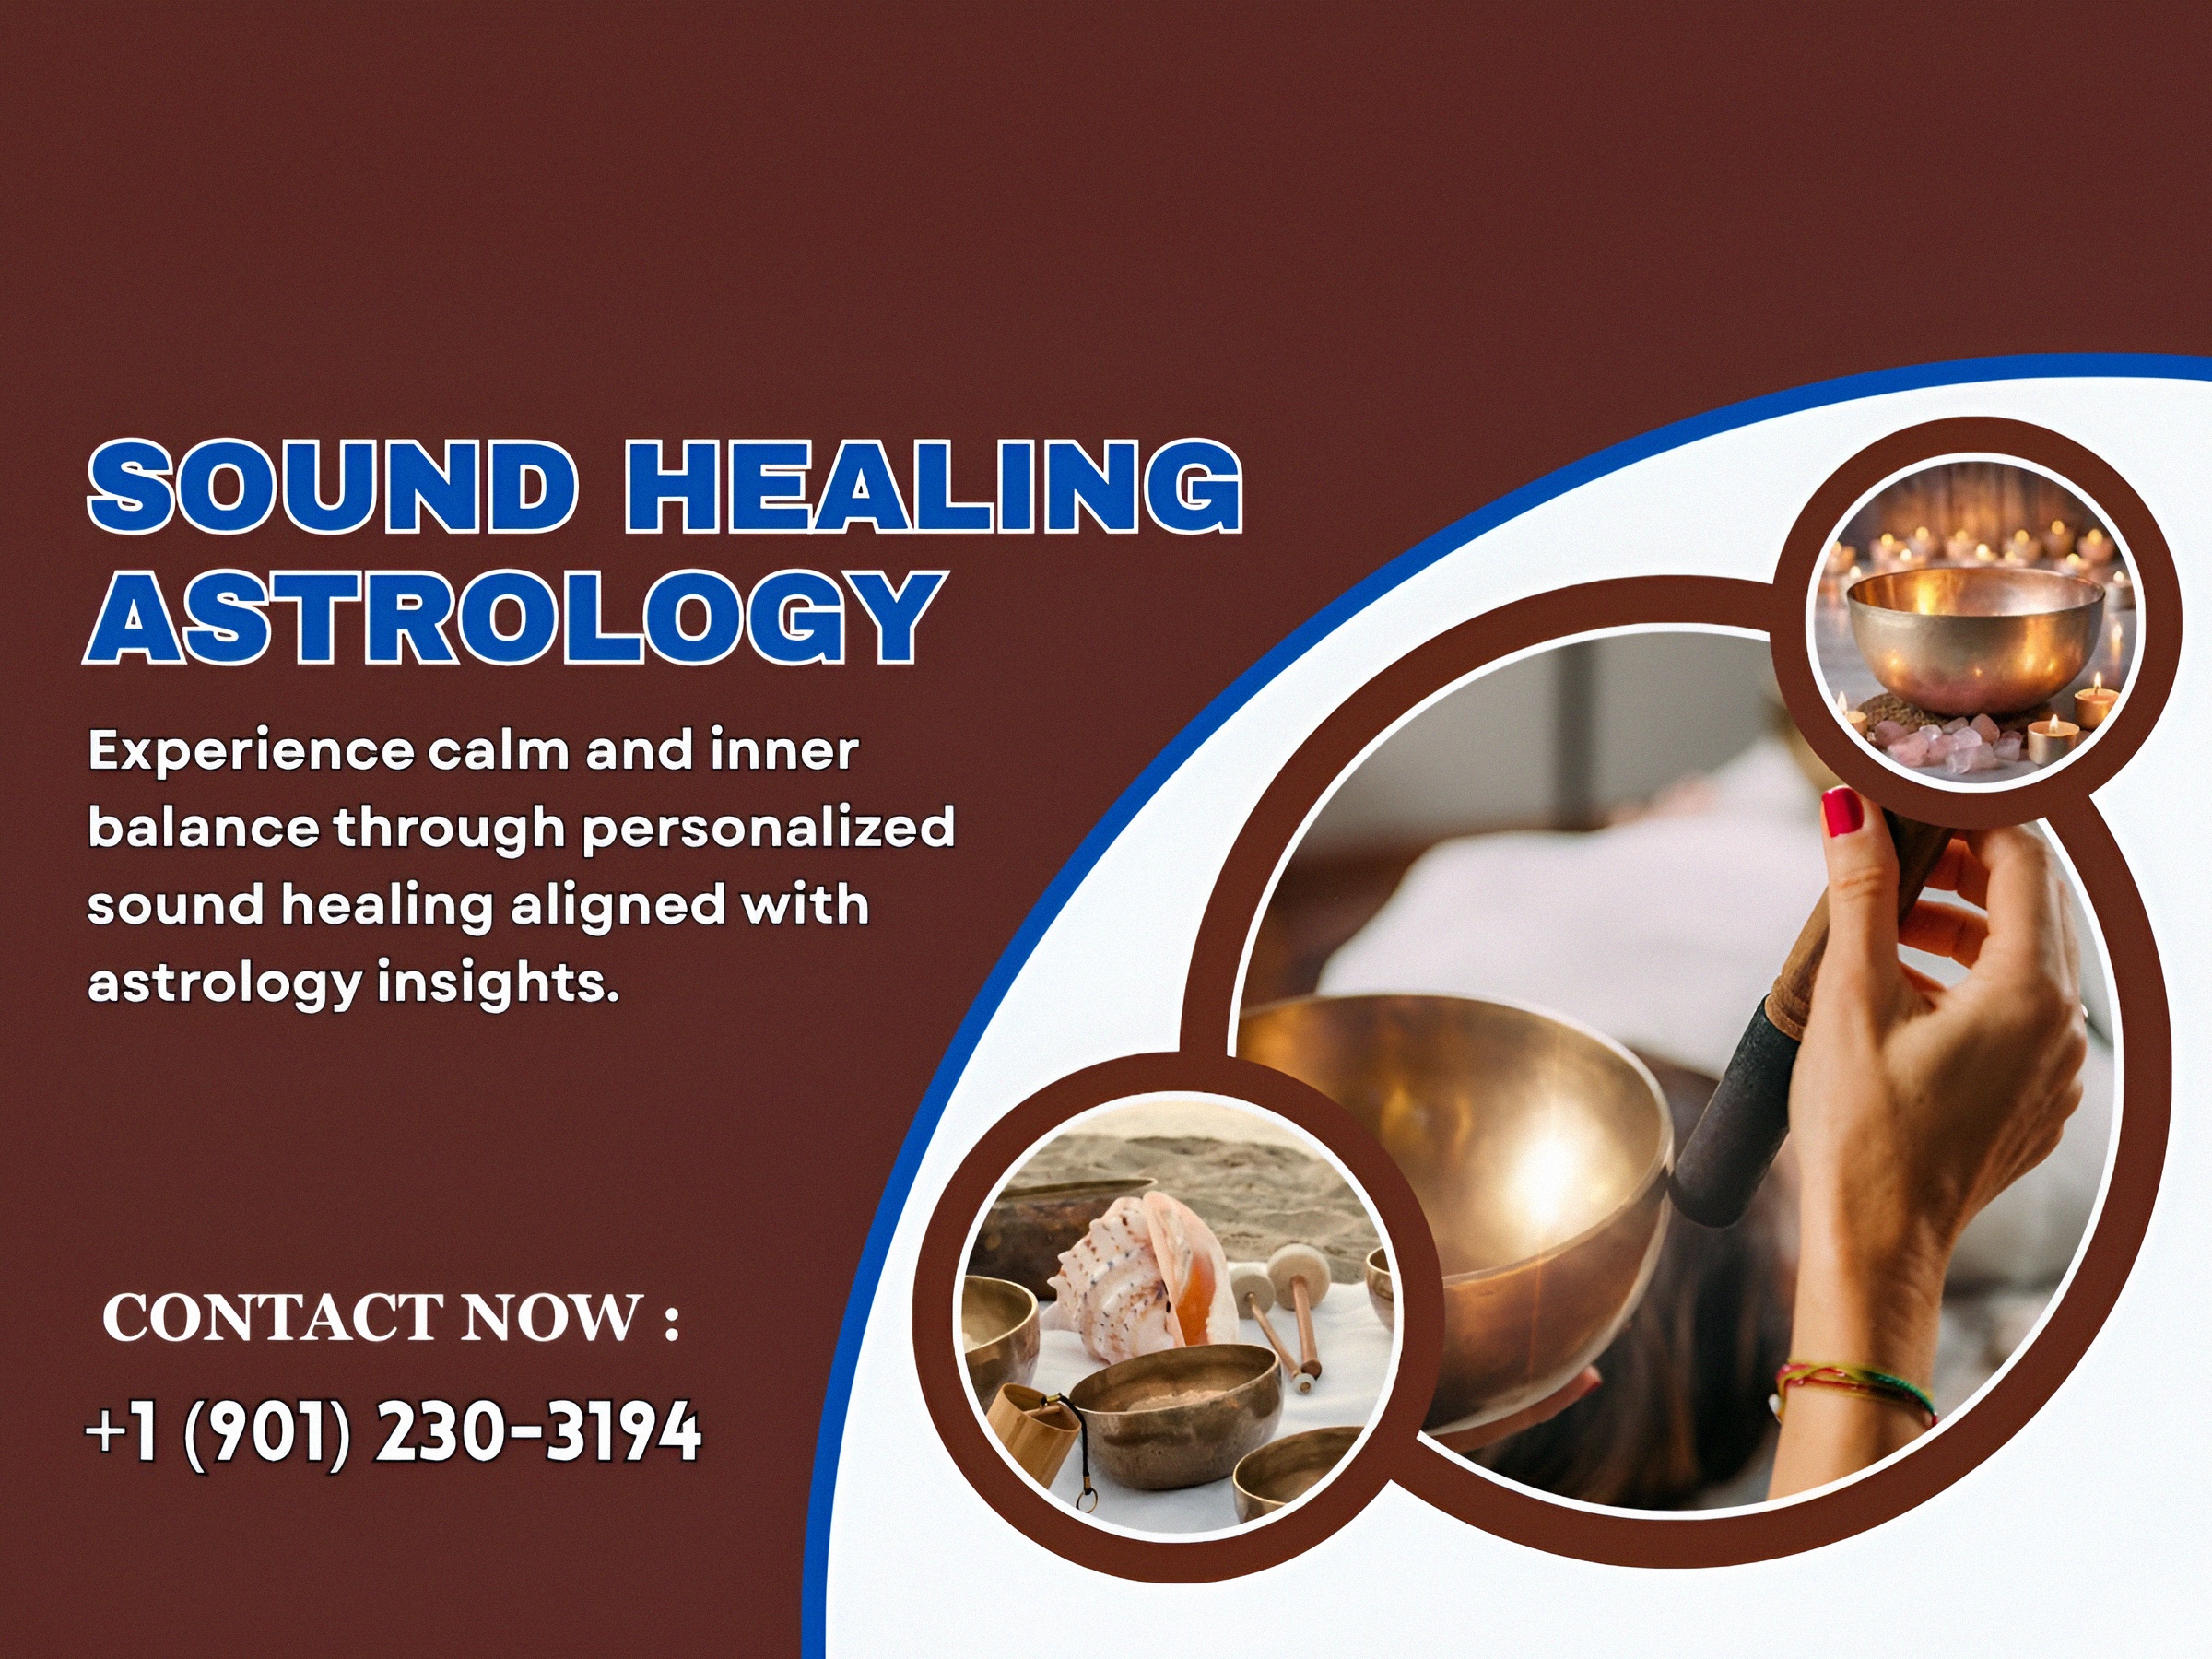 SOUND HEALING
ASTROLOGY
Experience calm and inner
balance through personalized
sound healing aligned with
astrology insights.
CONTACT NOW :
+1 (901) 230-3194